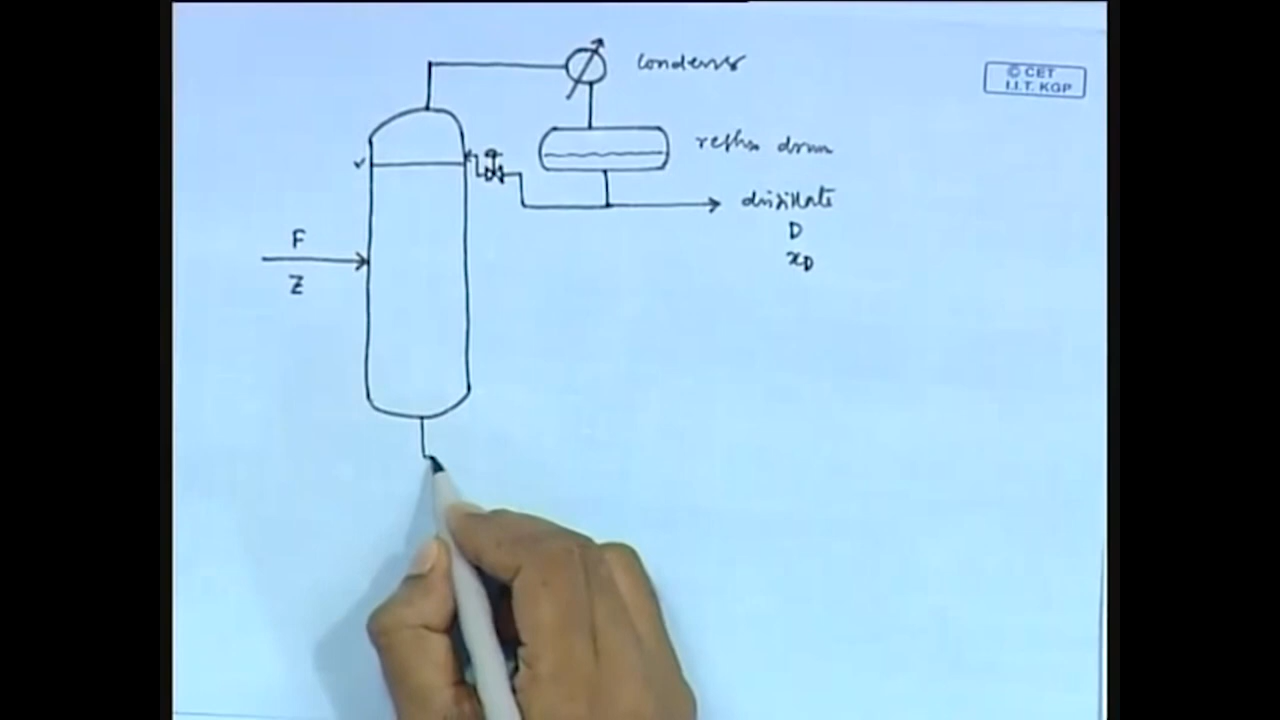 © CET
I.I.T. KGP
condenser
reflux drum
distillate
D
xD
F
Z